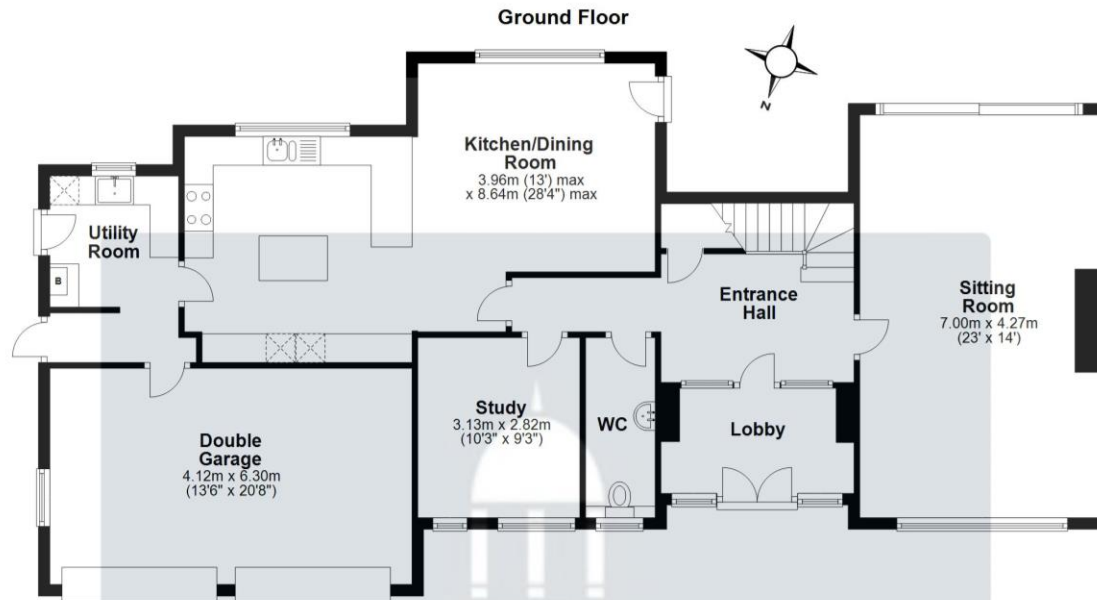 Ground Floor
N
Kitchen/Dining
Room
3.96m (13') max
x 8.64m (28'4") max
Utility
Room
B
Entrance
Hall
Sitting
Room
7.00m x 4.27m
(23' x 14')
Study
3.13m x 2.82m
(10'3" x 9'3")
WC
Lobby
Double
Garage
4.12m x 6.30m
(13'6" x 20'8")